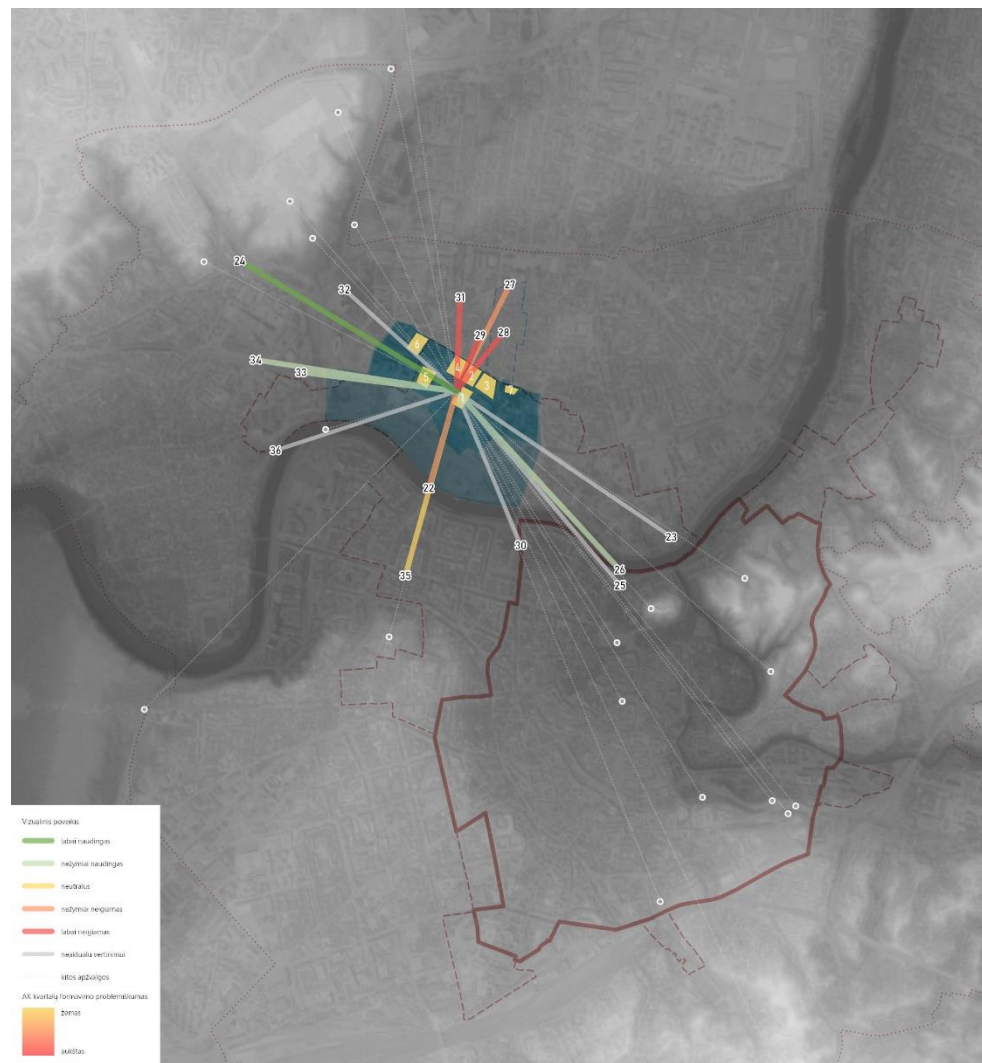 24
32
31
27
29
28
34
33
6
5
4
2
3
1
36
22
35
30
23
26
25
Vizualinis poveikis
labai naudingas
nežymiai naudingas
neutralus
nežymiai neigiamas
labai neigiamas
neaktualu vertinimui
kitos apžvalgos
AK kvartalų formavimo problemiškumas
žemas
aukštas